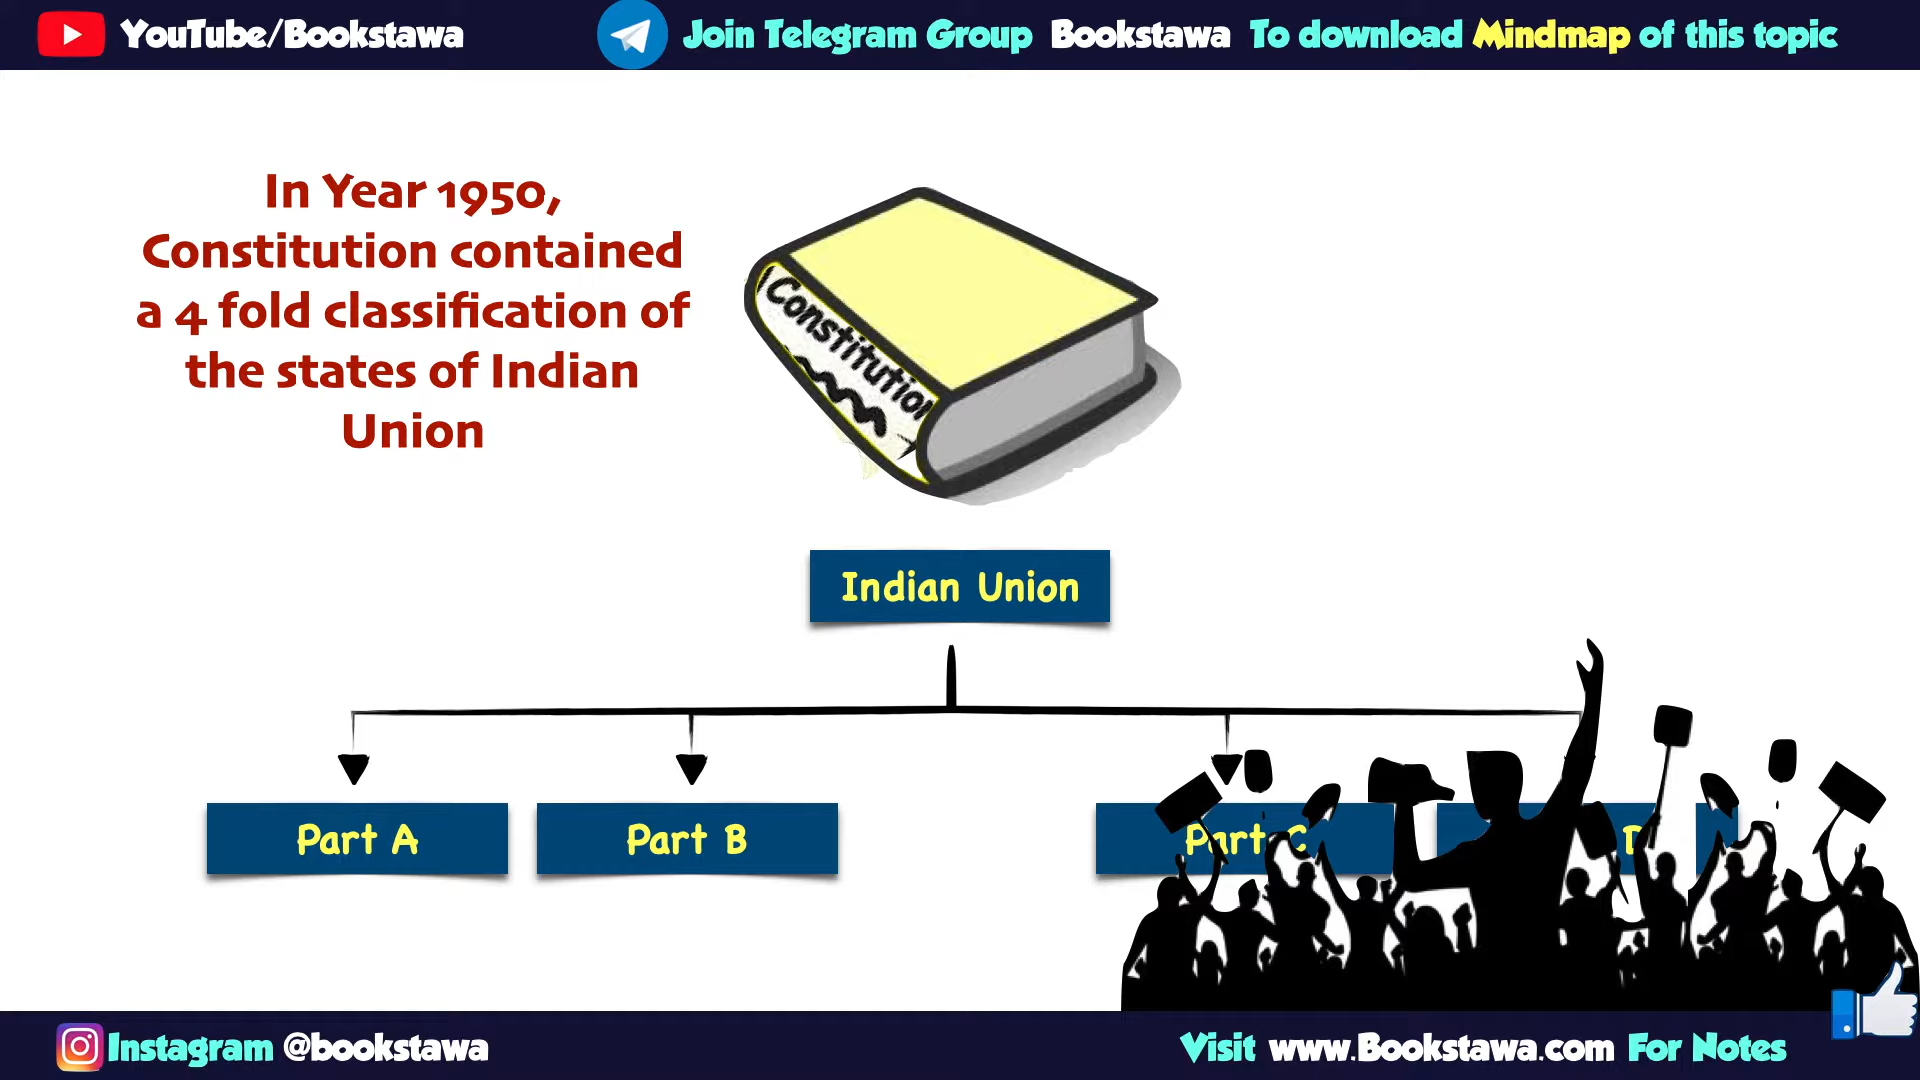 YouTube/Bookstawa
Join Telegram Group Bookstawa To download Mindmap of this topic
In Year 1950,
Constitution contained
a 4 fold classification of
the states of Indian
Union
Constitution
Indian Union
Part A
Part B
Part C
D
Instagram @bookstawa
Visit www.Bookstawa.com For Notes